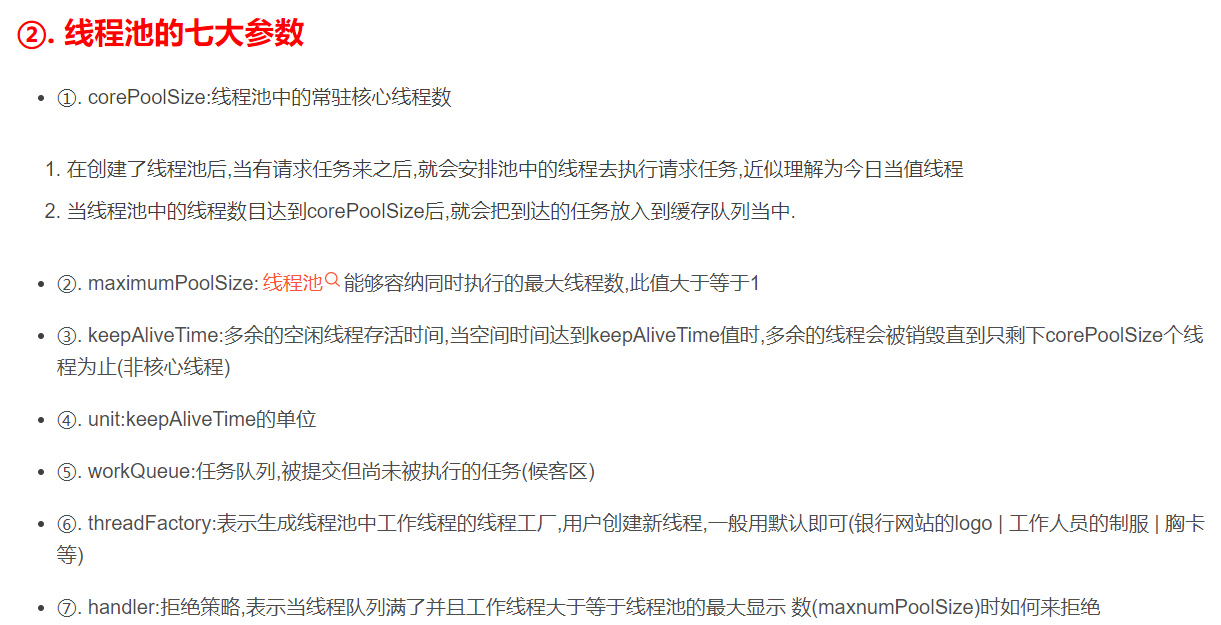 ②. 线程池的七大参数
①. corePoolSize:线程池中的常驻核心线程数
1. 在创建了线程池后,当有请求任务来之后,就会安排池中的线程去执行请求任务,近似理解为今日当值线程
2. 当线程池中的线程数目达到corePoolSize后,就会把到达的任务放入到缓存队列当中.
②. maximumPoolSize: 线程池 能够容纳同时执行的最大线程数,此值大于等于1
③. keepAliveTime:多余的空闲线程存活时间,当空间时间达到keepAliveTime值时,多余的线程会被销毁直到只剩下corePoolSize个线
程为止(非核心线程)
④. unit:keepAliveTime的单位
⑤. workQueue:任务队列,被提交但尚未被执行的任务(候客区)
⑥. threadFactory:表示生成线程池中工作线程的线程工厂,用户创建新线程,一般用默认即可(银行网站的logo | 工作人员的制服 | 胸卡
等)
⑦. handler:拒绝策略,表示当线程队列满了并且工作线程大于等于线程池的最大显示 数(maxnumPoolSize)时如何来拒绝